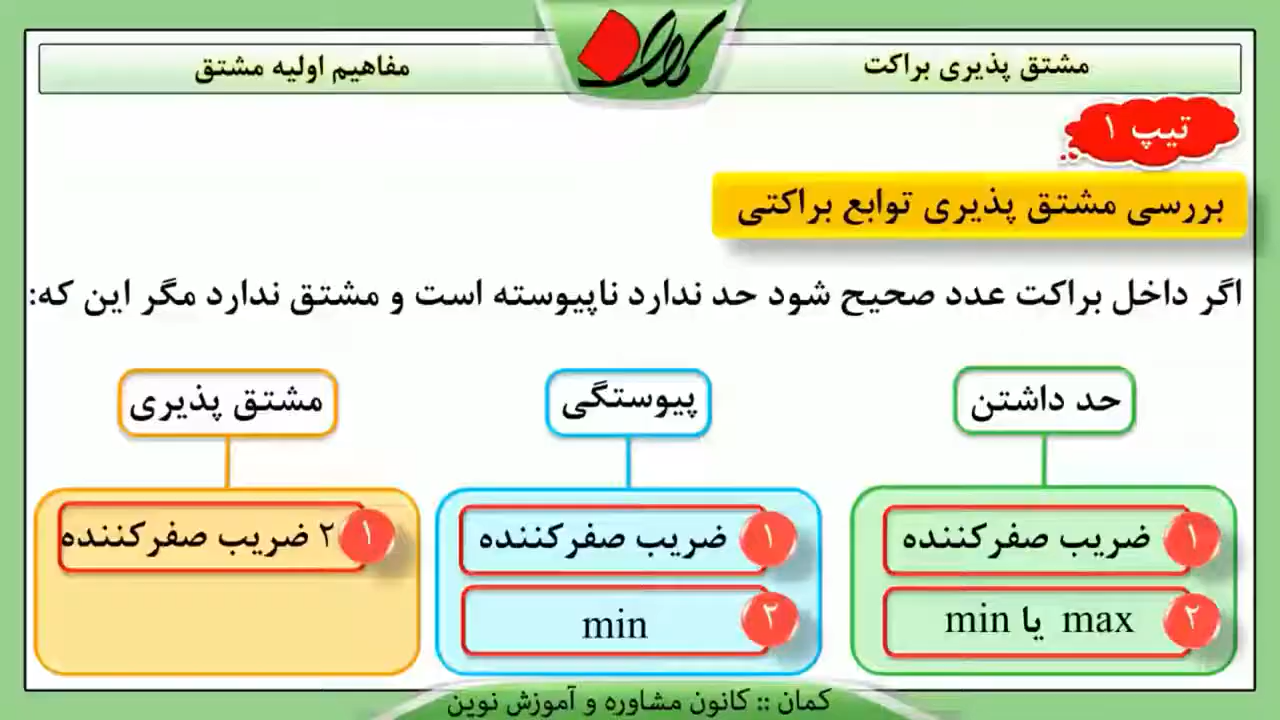 مشتق پذیری براکت
کمان
مفاهیم اولیه مشتق
تیپ ۱
بررسی مشتق پذیری توابع براکتی
اگر داخل براکت عدد صحیح شود حد ندارد ناپیوسته است و مشتق ندارد مگر این که:
حد داشتن
۱ ضریب صفرکننده
۲ max یا min
پیوستگی
۱ ضریب صفرکننده
۲ min
مشتق پذیری
۱ ۲ ضریب صفرکننده
کمان :: کانون مشاوره و آموزش نوین